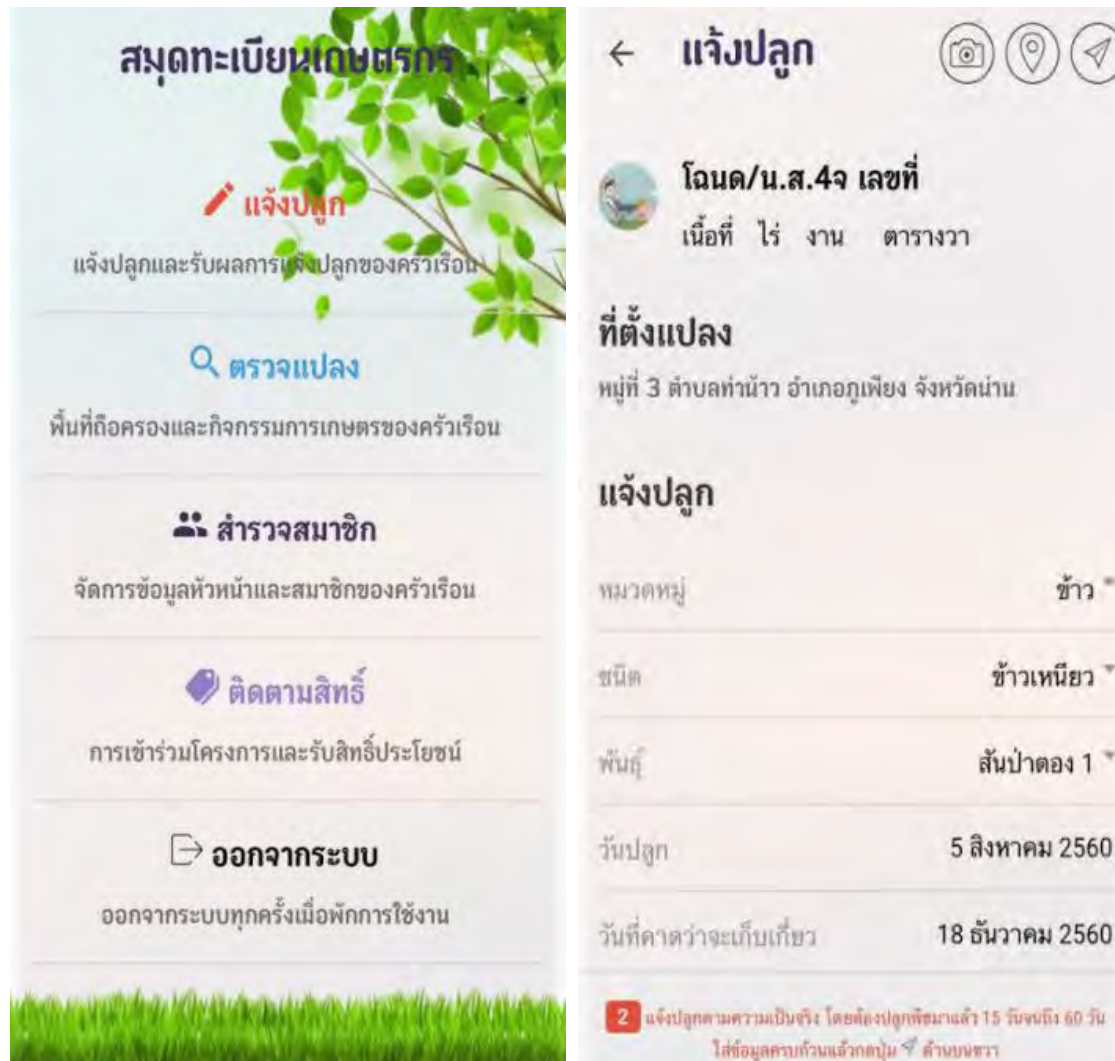 สมุดทะเบียนเกษตรกร
แจ้งปลูก
แจ้งปลูกและรับผลการแจ้งปลูกของครัวเรือน
ตรวจแปลง
พื้นที่ถือครองและกิจกรรมการเกษตรของครัวเรือน
สำรวจสมาชิก
จัดการข้อมูลหัวหน้าและสมาชิกของครัวเรือน
ติดตามสิทธิ์
การเข้าร่วมโครงการและรับสิทธิ์ประโยชน์
ออกจากระบบ
ออกจากระบบทุกครั้งเมื่อพักการใช้งาน
แจ้งปลูก
โฉนด/น.ส.4จ เลขที่
เนื้อที่ ไร่ งาน ตารางวา
ที่ตั้งแปลง
หมู่ที่ 3 ตำบลท่าน้าว อำเภอภูเพียง จังหวัดน่าน
แจ้งปลูก
หมวดหมู่ ข้าว
ชนิด ข้าวเหนียว
พันธุ์ สันป่าตอง 1
วันปลูก 5 สิงหาคม 2560
วันที่คาดว่าจะเก็บเกี่ยว 18 ธันวาคม 2560
2 แจ้งปลูกตามความเป็นจริง โดยต้องปลูกพืชมาแล้ว 15 วันจนถึง 60 วัน
ใส่ข้อมูลครบถ้วนแล้วกดปุ่ม ด้านบนขวา